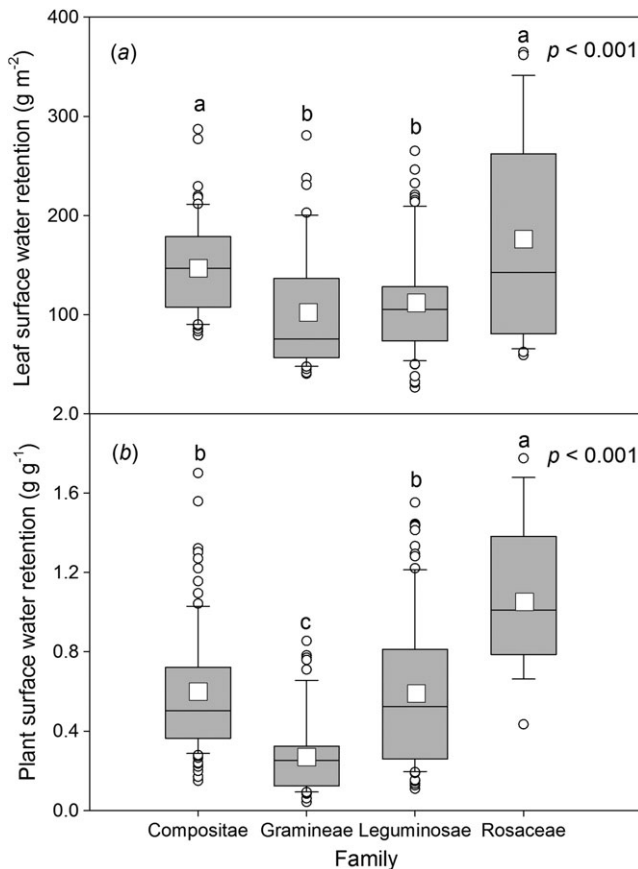 400
(a)
a
p < 0.001
a
b
b
300
200
100
Leaf surface water retention (g m⁻²)
2.0
(b)
b
b
a
p < 0.001
1.6
1.2
c
0.8
0.4
0.0
Plant surface water retention (g g⁻¹)
Compositae Gramineae Leguminosae Rosaceae
Family